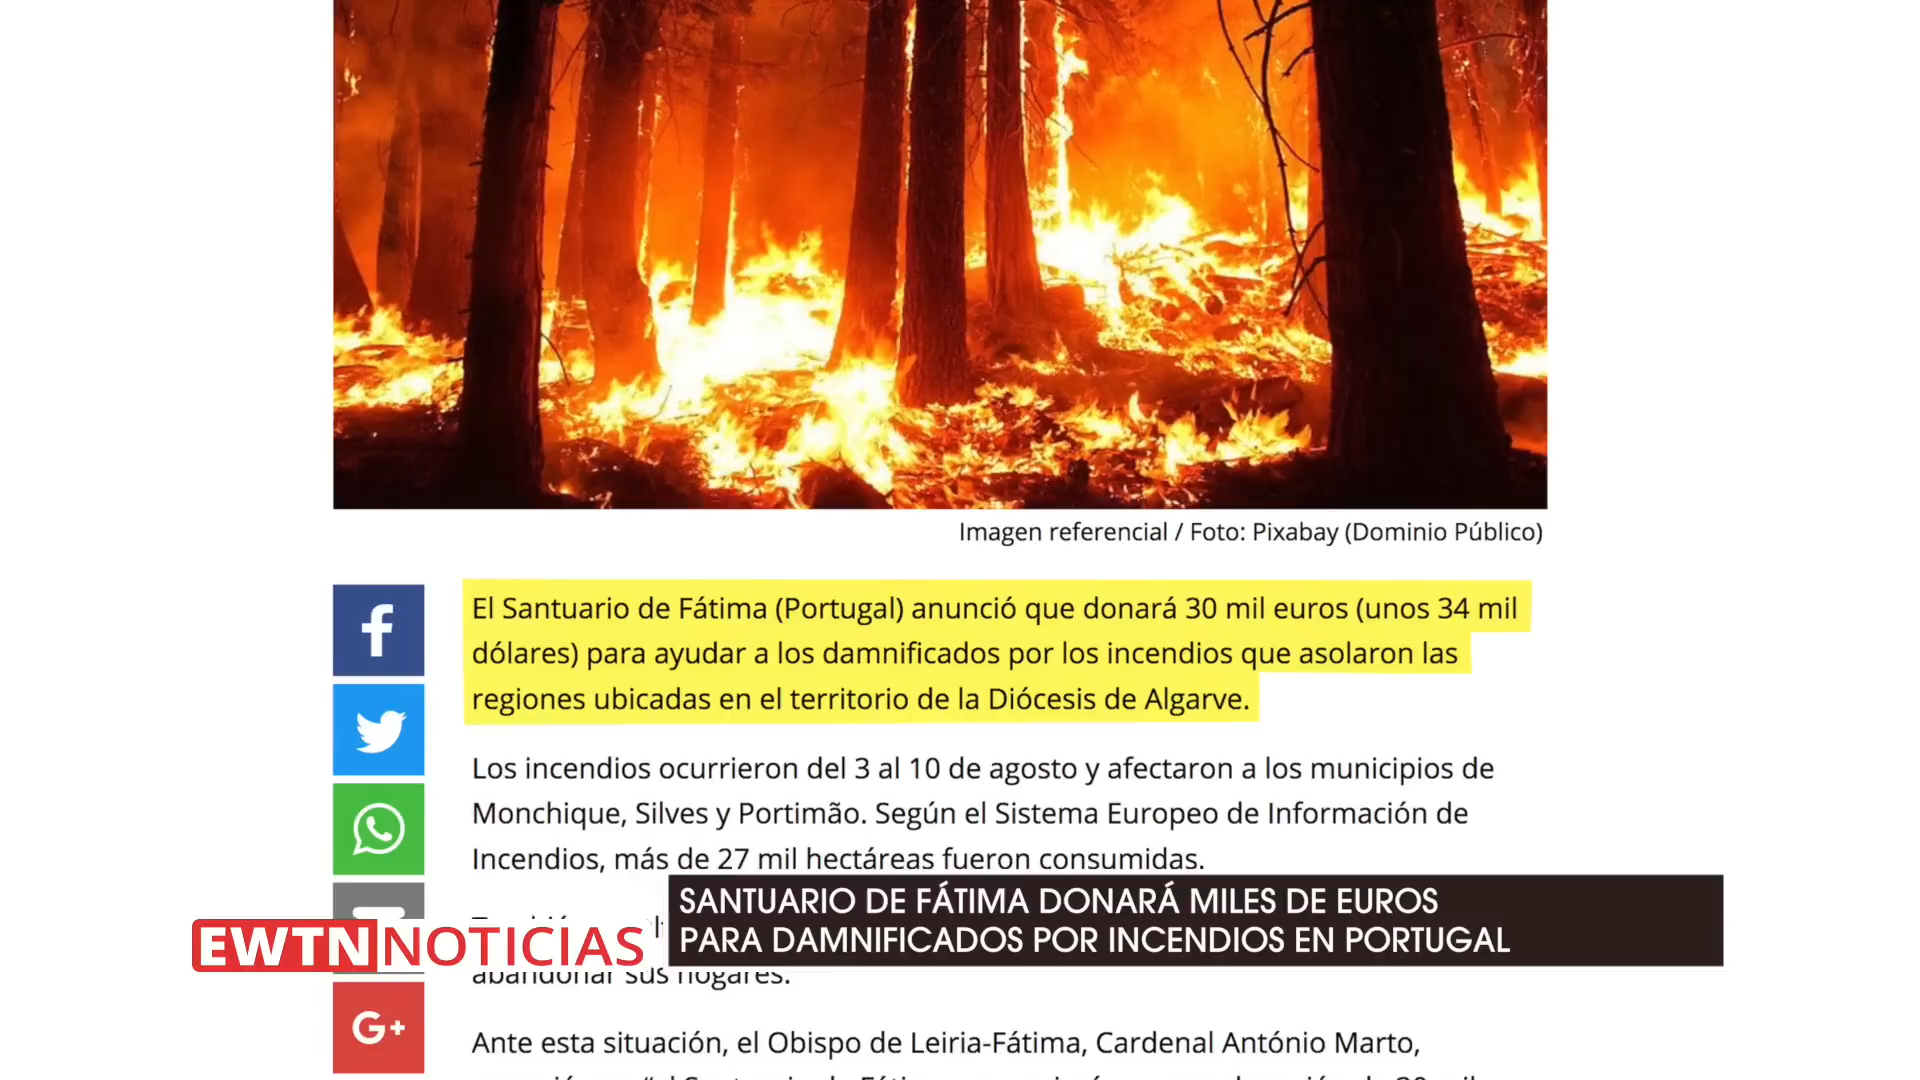 Imagen referencial / Foto: Pixabay (Dominio Público)
El Santuario de Fátima (Portugal) anunció que donará 30 mil euros (unos 34 mil
dólares) para ayudar a los damnificados por los incendios que asolaron las
regiones ubicadas en el territorio de la Diócesis de Algarve.
Los incendios ocurrieron del 3 al 10 de agosto y afectaron a los municipios de
Monchique, Silves y Portimão. Según el Sistema Europeo de Información de
Incendios, más de 27 mil hectáreas fueron consumidas.
SANTUARIO DE FÁTIMA DONARÁ MILES DE EUROS
PARA DAMNIFICADOS POR INCENDIOS EN PORTUGAL
EWTN NOTICIAS
abandonar sus hogares.
G+
Ante esta situación, el Obispo de Leiria-Fátima, Cardenal António Marto,